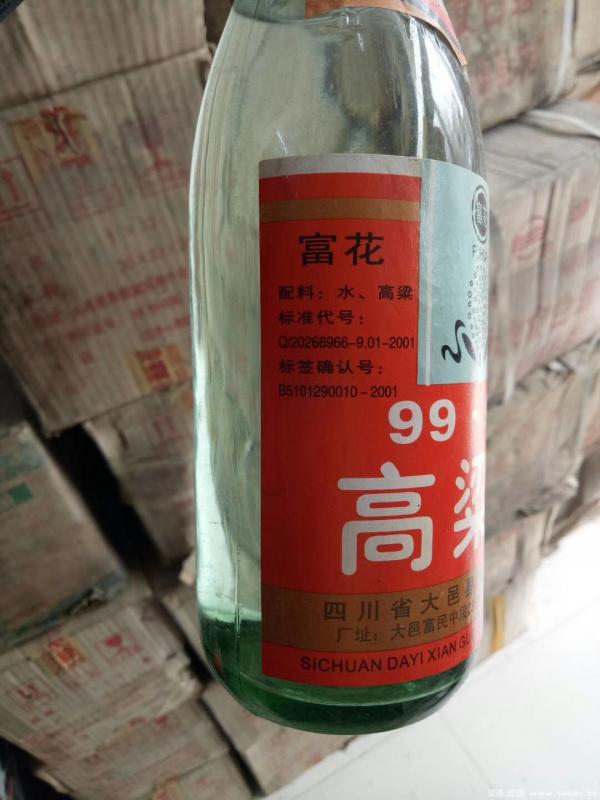 富花
配料：水、高粱
标准代号：
Q/20266966-9.01-2001
标签确认号：
B5101290010-2001
99
高粱
四川省大邑县
厂址：大邑富民中段
SICHUAN DAYI XIAN